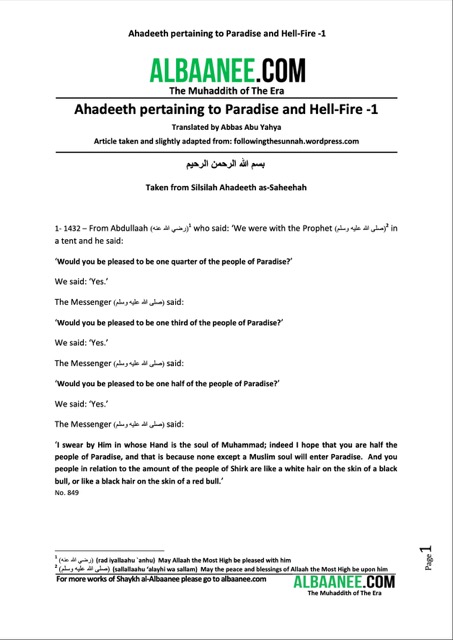 Ahadeeth pertaining to Paradise and Hell-Fire -1
ALBAANEE.COM
The Muhaddith of The Era
Ahadeeth pertaining to Paradise and Hell-Fire -1
Translated by Abbas Abu Yahya
Article taken and slightly adapted from: followingthesunnah.wordpress.com
بسم الله الرحمن الرحيم
Taken from Silsilah Ahadeeth as-Saheehah
1- 1432 – From Abdullaah (رضي الله عنه)1 who said: ‘We were with the Prophet (صلى الله عليه وسلم)2 in
a tent and he said:
‘Would you be pleased to be one quarter of the people of Paradise?’
We said: ‘Yes.’
The Messenger (صلى الله عليه وسلم) said:
‘Would you be pleased to be one third of the people of Paradise?’
We said: ‘Yes.’
The Messenger (صلى الله عليه وسلم) said:
‘Would you be pleased to be one half of the people of Paradise?’
We said: ‘Yes.’
The Messenger (صلى الله عليه وسلم) said:
‘I swear by Him in whose Hand is the soul of Muhammad; indeed I hope that you are half the
people of Paradise, and that is because none except a Muslim soul will enter Paradise. And you
people in relation to the amount of the people of Shirk are like a white hair on the skin of a black
bull, or like a black hair on the skin of a red bull.’
No. 849
1 (رضي الله عنه) (rad iyallaahu `anhu) May Allaah the Most High be pleased with him
2 (صلى الله عليه وسلم) (sallallaahu ‘alayhi wa sallam) May the peace and blessings of Allaah the Most High be upon him
For more works of Shaykh al-Albaanee please go to albaanee.com
ALBAANEE.COM
The Muhaddith of The Era
Page 1